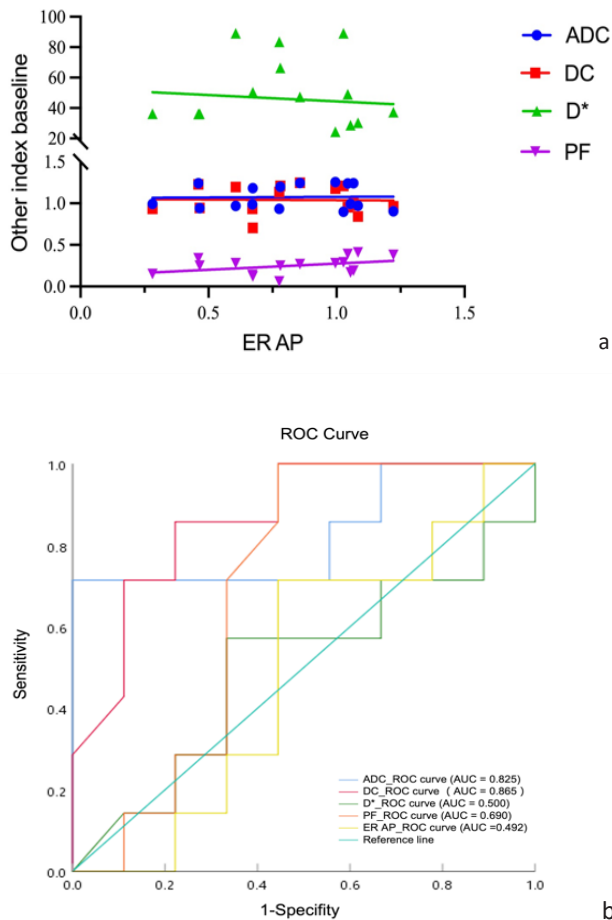 100
80
60
40
20
1.5
1.0
0.5
0.0
Other index baseline
0.0 0.5 1.0 1.5
ER AP
ADC
DC
D*
PF
a
ROC Curve
1.0
0.8
0.6
0.4
0.2
0.0
Sensitivity
0.0 0.2 0.4 0.6 0.8 1.0
1-Specifity
ADC_ROC curve (AUC = 0.825)
DC_ROC curve ( AUC = 0.865)
D*_ROC curve (AUC = 0.500)
PF_ROC curve (AUC = 0.690)
ER AP_ROC curve (AUC =0.492)
Reference line
b